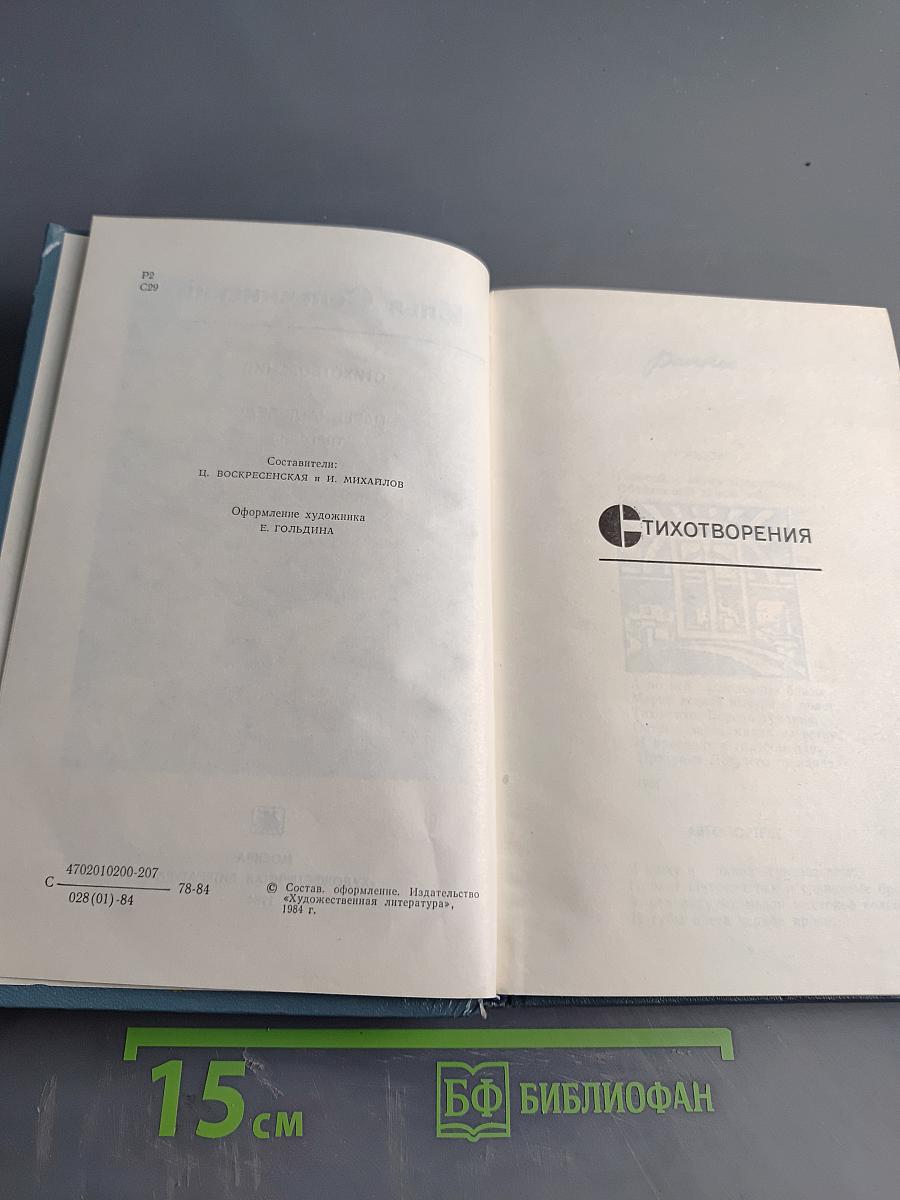 Р2
С29
Составители:
Ц. ВОСКРЕСЕНСКАЯ и И. МИХАЙЛОВ
Оформление художника
Е. ГОЛЬДИНА
С 4702010200-207 78-84
028(01)-84
© Состав, оформление. Издательство
«Художественная литература»,
1984 г.
СТИХОТВОРЕНИЯ
15 см
БФ БИБЛИОФАН